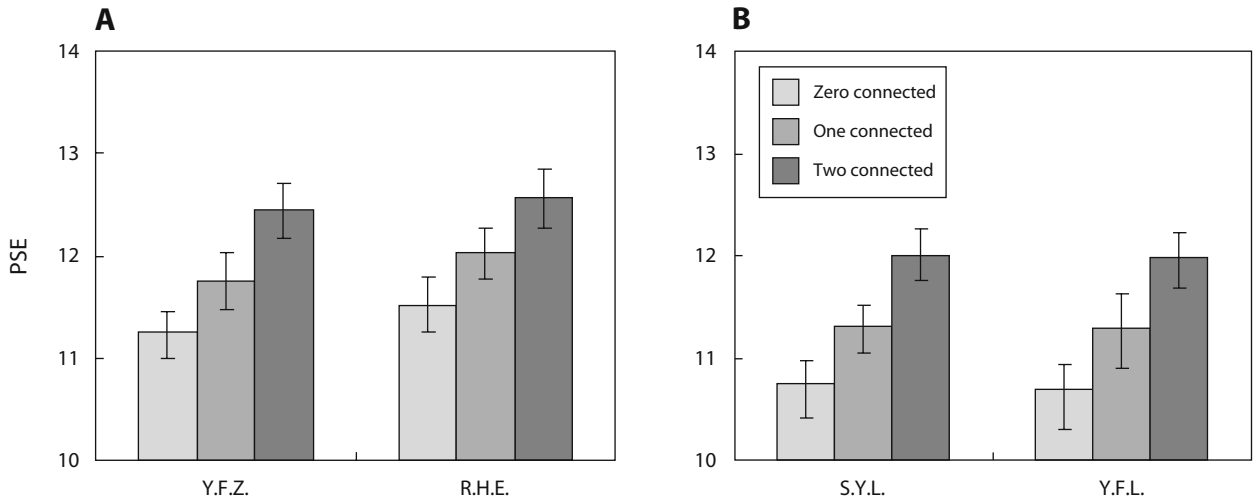 A
14
13
12
11
10
PSE
Y.F.Z.
R.H.E.
B
14
13
12
11
10
Zero connected
One connected
Two connected
S.Y.L.
Y.F.L.